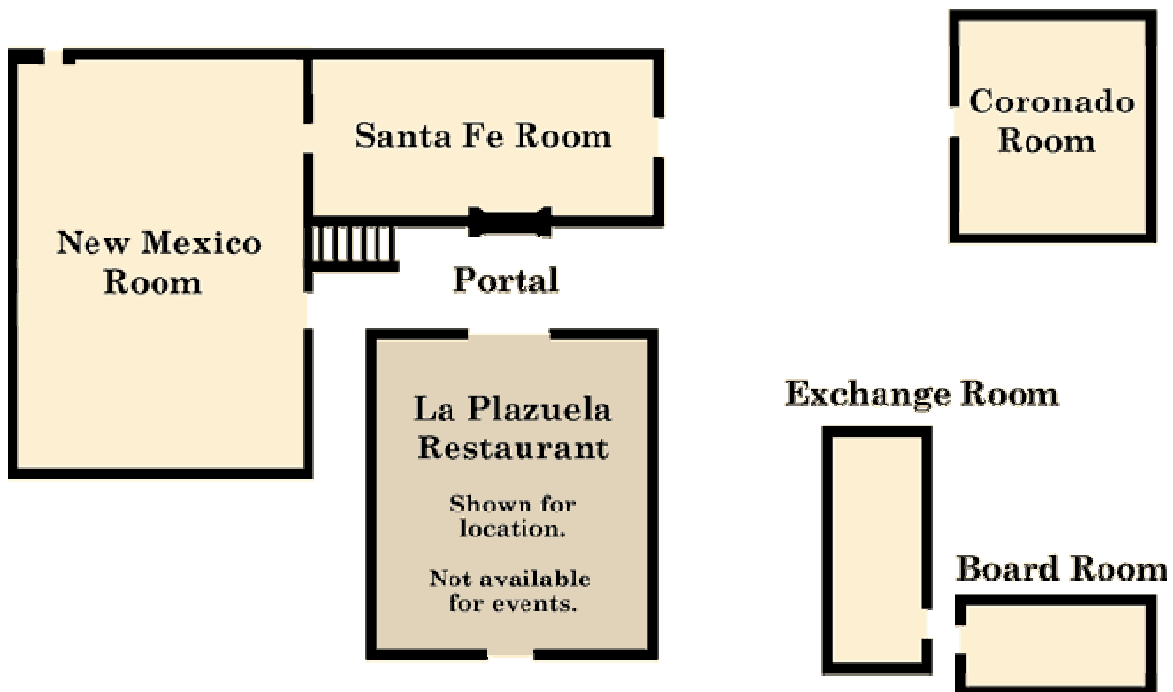 Coronado
Room
Santa Fe Room
New Mexico
Room
Portal
La Plazuela
Restaurant
Shown for
location.
Not available
for events.
Exchange Room
Board Room